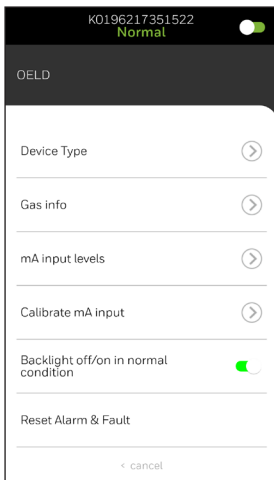 K0196217351522
Normal
OELD
Device Type
Gas info
mA input levels
Calibrate mA input
Backlight off/on in normal
condition
Reset Alarm & Fault
< cancel